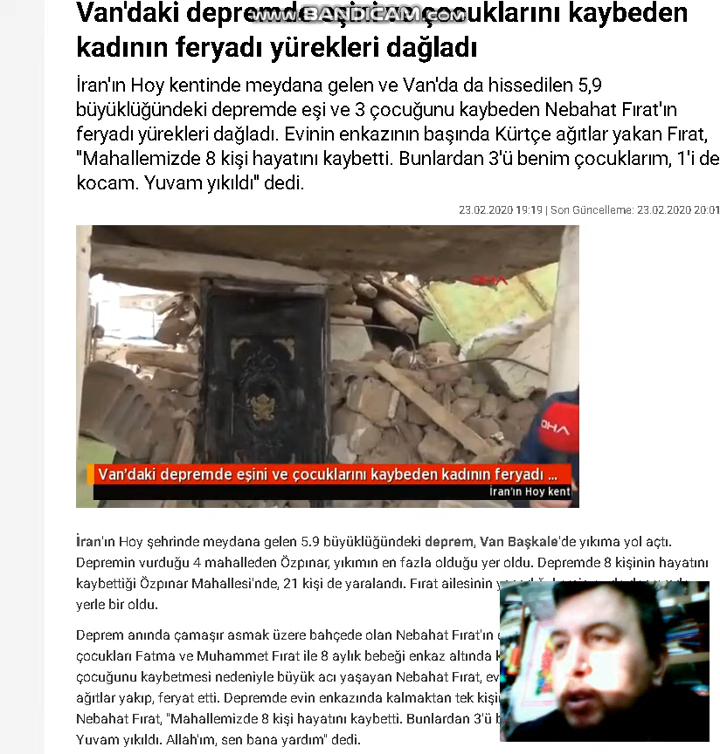 Van'daki depremde eşini ve çocuklarını kaybeden
www.BANDICAM.com
kadının feryadı yürekleri dağladı
İran'ın Hoy kentinde meydana gelen ve Van'da da hissedilen 5,9
büyüklüğündeki depremde eşi ve 3 çocuğunu kaybeden Nebahat Fırat'ın
feryadı yürekleri dağladı. Evinin enkazının başında Kürtçe ağıtlar yakan Fırat,
"Mahallemizde 8 kişi hayatını kaybetti. Bunlardan 3'ü benim çocuklarım, 1'i de
kocam. Yuvam yıkıldı" dedi.
23.02.2020 19:19 | Son Güncelleme: 23.02.2020 20:01
DHA
DHA
Van'daki depremde eşini ve çocuklarını kaybeden kadının feryadı ...
İran'ın Hoy kent
İran'ın Hoy şehrinde meydana gelen 5.9 büyüklüğündeki deprem, Van Başkale'de yıkıma yol açtı.
Depremin vurduğu 4 mahalleden Özpınar, yıkımın en fazla olduğu yer oldu. Depremde 8 kişinin hayatını
kaybettiği Özpınar Mahallesi'nde, 21 kişi de yaralandı. Fırat ailesinin
yerle bir oldu.
Deprem anında çamaşır asmak üzere bahçede olan Nebahat Fırat'ın
çocukları Fatma ve Muhammet Fırat ile 8 aylık bebeği enkaz altında
çocuğunu kaybetmesi nedeniyle büyük acı yaşayan Nebahat Fırat,
ağıtlar yakıp, feryat etti. Depremde evin enkazında kalmaktan tek
Nebahat Fırat, "Mahallemizde 8 kişi hayatını kaybetti. Bunlardan 3'ü
Yuvam yıkıldı. Allah'ım, sen bana yardım" dedi.